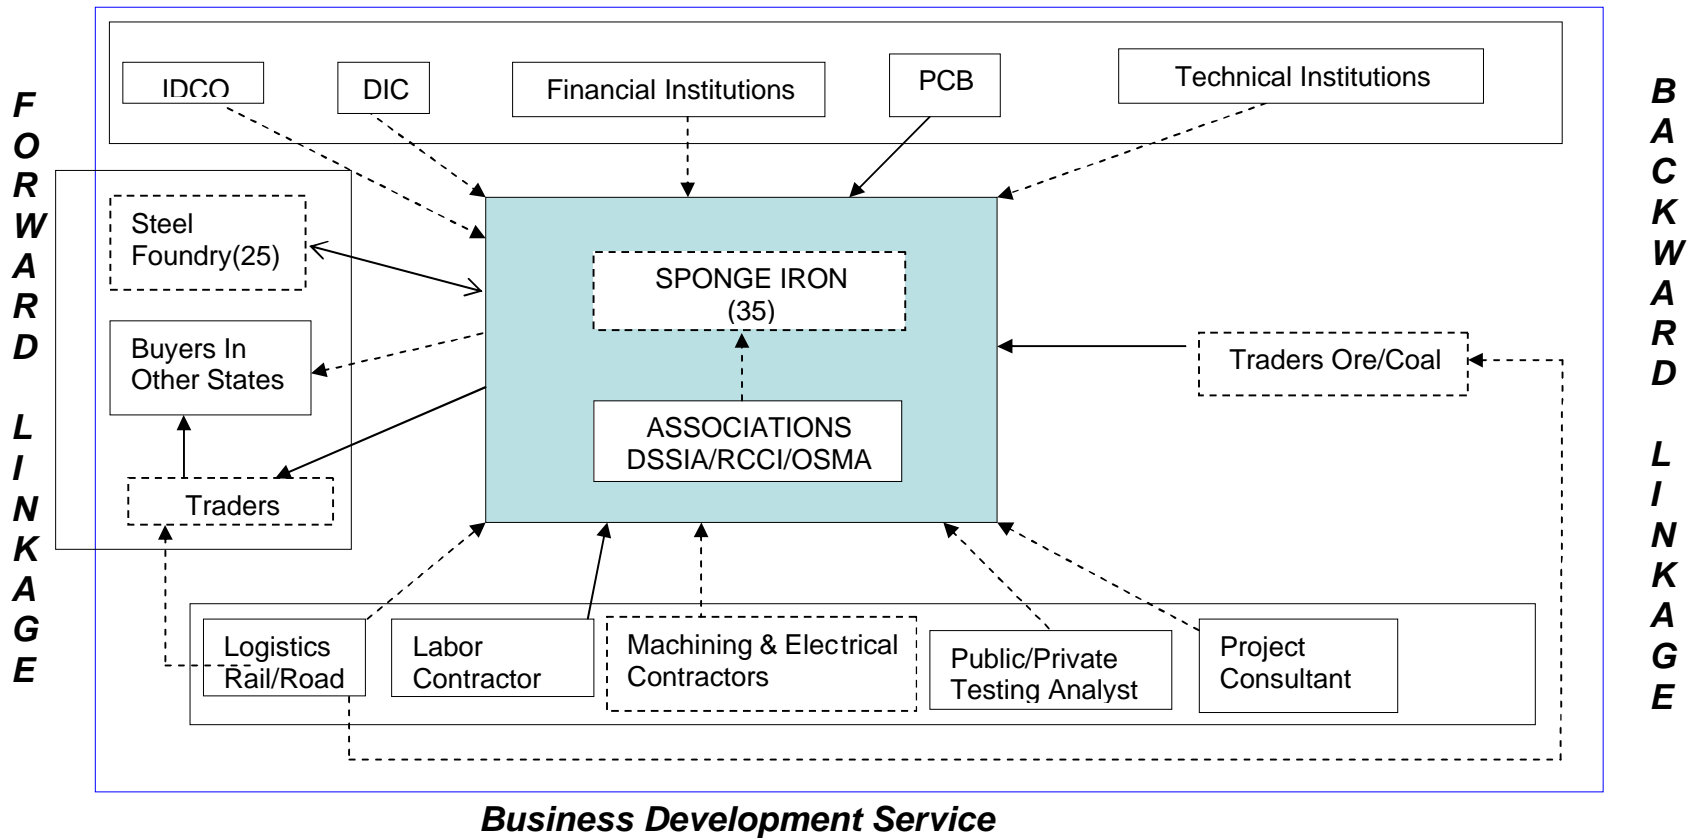 IDCO
DIC
Financial Institutions
PCB
Technical Institutions
FORWARD LINKAGE
BACKWARD LINKAGE
Steel
Foundry(25)
SPONGE IRON
(35)
Buyers In
Other States
Traders Ore/Coal
ASSOCIATIONS
DSSIA/RCCI/OSMA
Traders
Logistics
Rail/Road
Labor
Contractor
Machining & Electrical
Contractors
Public/Private
Testing Analyst
Project
Consultant
Business Development Service